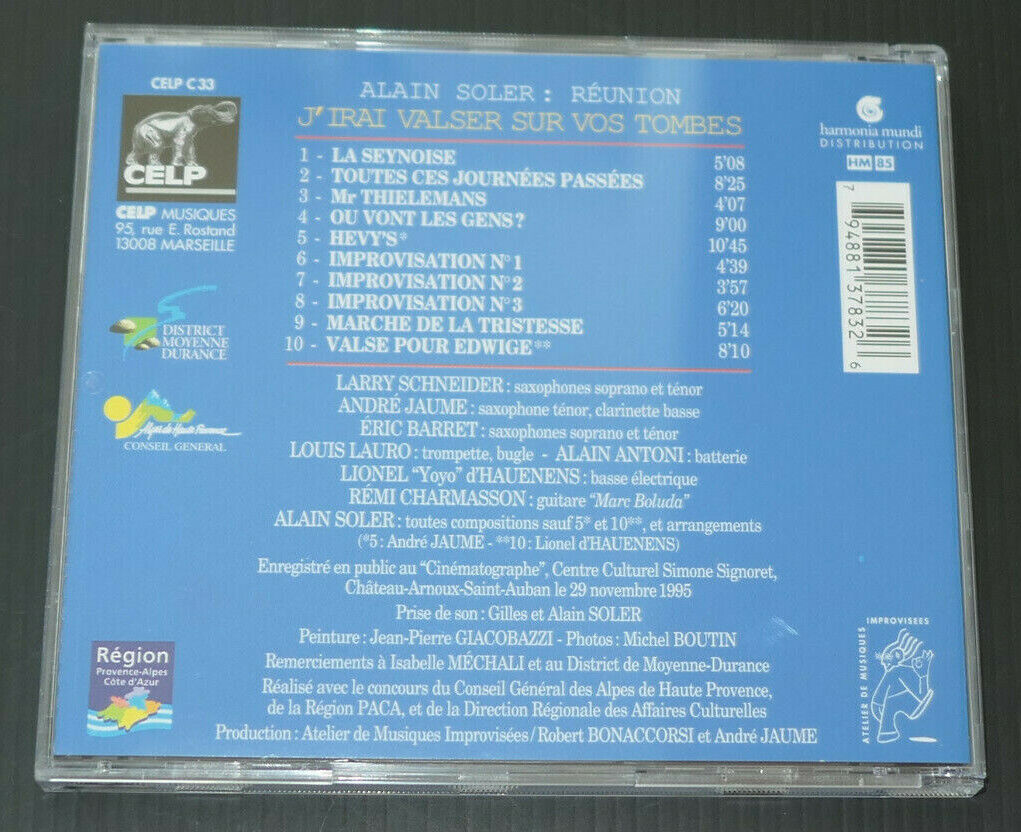 CELP C 33
CELP
CELP MUSIQUES
95, rue E. Rostand
13008 MARSEILLE
ALAIN SOLER : RÉUNION
J'IRAI VALSER SUR VOS TOMBES
harmonia mundi
DISTRIBUTION
HM 85
1 - LA SEYNOISE 5'08
2 - TOUTES CES JOURNÉES PASSÉES 8'25
3 - Mr THIELEMANS 4'07
4 - OU VONT LES GENS ? 9'00
5 - HEVY'S* 10'45
6 - IMPROVISATION N°1 4'39
7 - IMPROVISATION N°2 3'57
8 - IMPROVISATION N°3 6'20
9 - MARCHE DE LA TRISTESSE 5'14
10 - VALSE POUR EDWIGE** 8'10
7 94881 37832 6
DISTRICT
MOYENNE
DURANCE
Alpes de Haute Provence
CONSEIL GENERAL
LARRY SCHNEIDER : saxophones soprano et ténor
ANDRÉ JAUME : saxophone ténor, clarinette basse
ÉRIC BARRET : saxophones soprano et ténor
LOUIS LAURO : trompette, bugle - ALAIN ANTONI : batterie
LIONEL "Yoyo" d'HAUENENS : basse électrique
RÉMI CHARMASSON : guitare "Marc Boluda"
ALAIN SOLER : toutes compositions sauf 5* et 10**, et arrangements
(*5 : André JAUME - **10 : Lionel d'HAUENENS)
Enregistré en public au "Cinématographe", Centre Culturel Simone Signoret,
Château-Arnoux-Saint-Auban le 29 novembre 1995
Prise de son : Gilles et Alain SOLER
Peinture : Jean-Pierre GIACOBAZZI - Photos : Michel BOUTIN
Remerciements à Isabelle MÉCHALI et au District de Moyenne-Durance
Réalisé avec le concours du Conseil Général des Alpes de Haute Provence,
de la Région PACA, et de la Direction Régionale des Affaires Culturelles
Production : Atelier de Musiques Improvisées / Robert BONACCORSI et André JAUME
Région
Provence-Alpes
Côte d'Azur
ATELIER DE MUSIQUES
IMPROVISEES